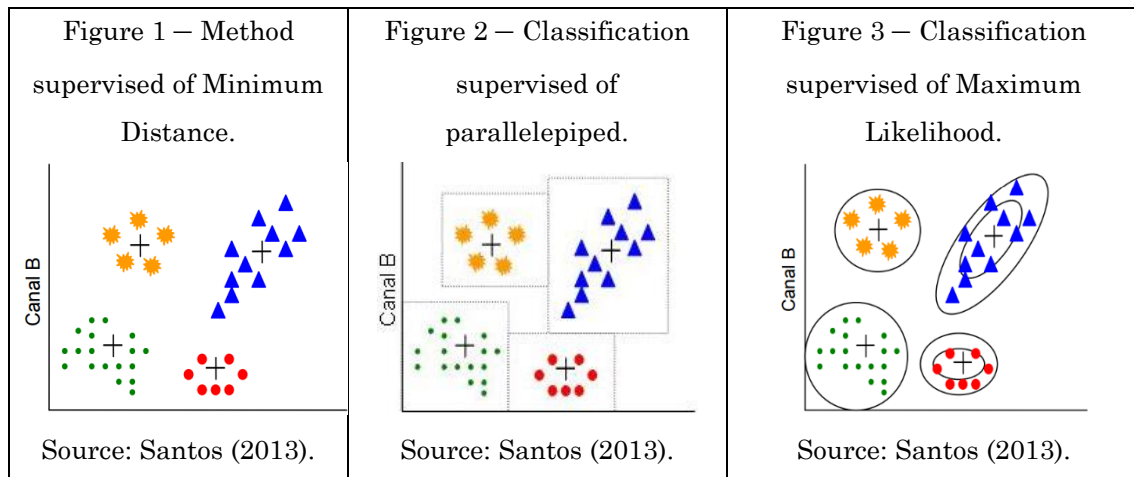 Figure 1 – Method
supervised of Minimum
Distance.
Canal B
Source: Santos (2013).
Figure 2 – Classification
supervised of
parallelepiped.
Canal B
Source: Santos (2013).
Figure 3 – Classification
supervised of Maximum
Likelihood.
Canal B
Source: Santos (2013).